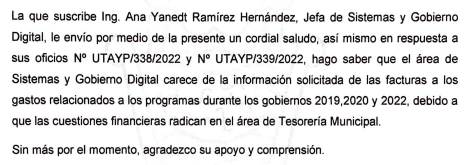 La que suscribe Ing. Ana Yanedt Ramírez Hernández, Jefa de Sistemas y Gobierno
Digital, le envío por medio de la presente un cordial saludo, así mismo en respuesta a
sus oficios Nº UTAYP/338/2022 y Nº UTAYP/339/2022, hago saber que el área de
Sistemas y Gobierno Digital carece de la información solicitada de las facturas a los
gastos relacionados a los programas durante los gobiernos 2019,2020 y 2022, debido a
que las cuestiones financieras radican en el área de Tesorería Municipal.
Sin más por el momento, agradezco su apoyo y comprensión.